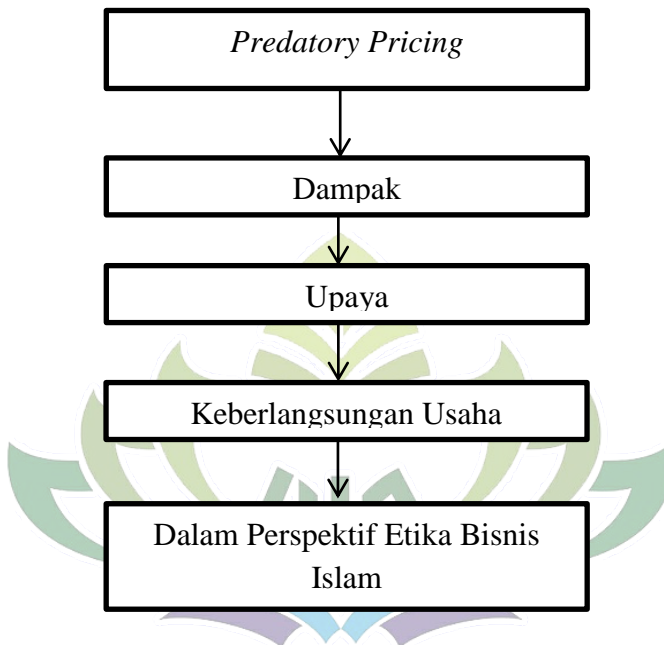 Predatory Pricing
Dampak
Upaya
Keberlangsungan Usaha
Dalam Perspektif Etika Bisnis
Islam